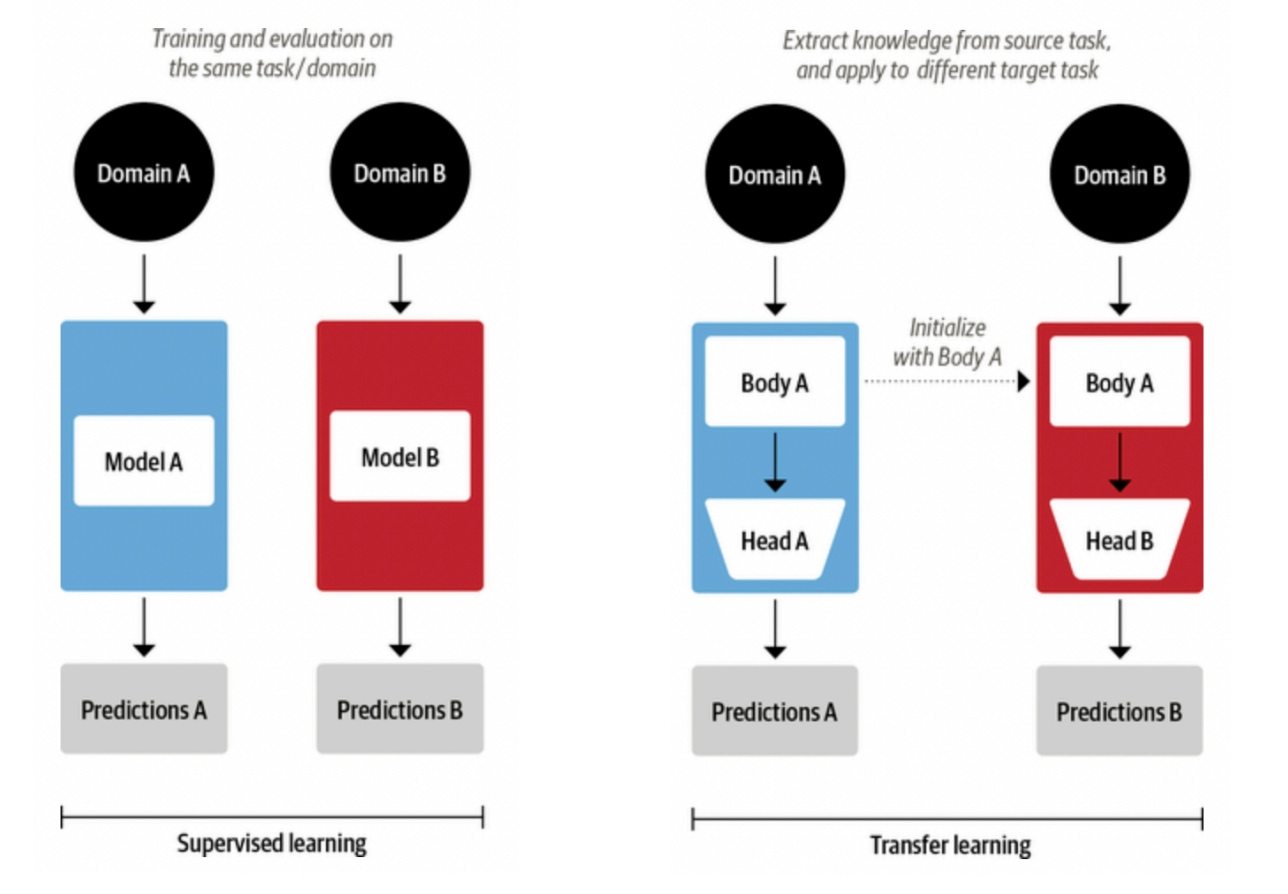 Training and evaluation on
the same task/domain
Domain A
Domain B
Model A
Model B
Predictions A
Predictions B
Supervised learning
Extract knowledge from source task,
and apply to different target task
Domain A
Domain B
Initialize
with Body A
Body A
Body A
Head A
Head B
Predictions A
Predictions B
Transfer learning